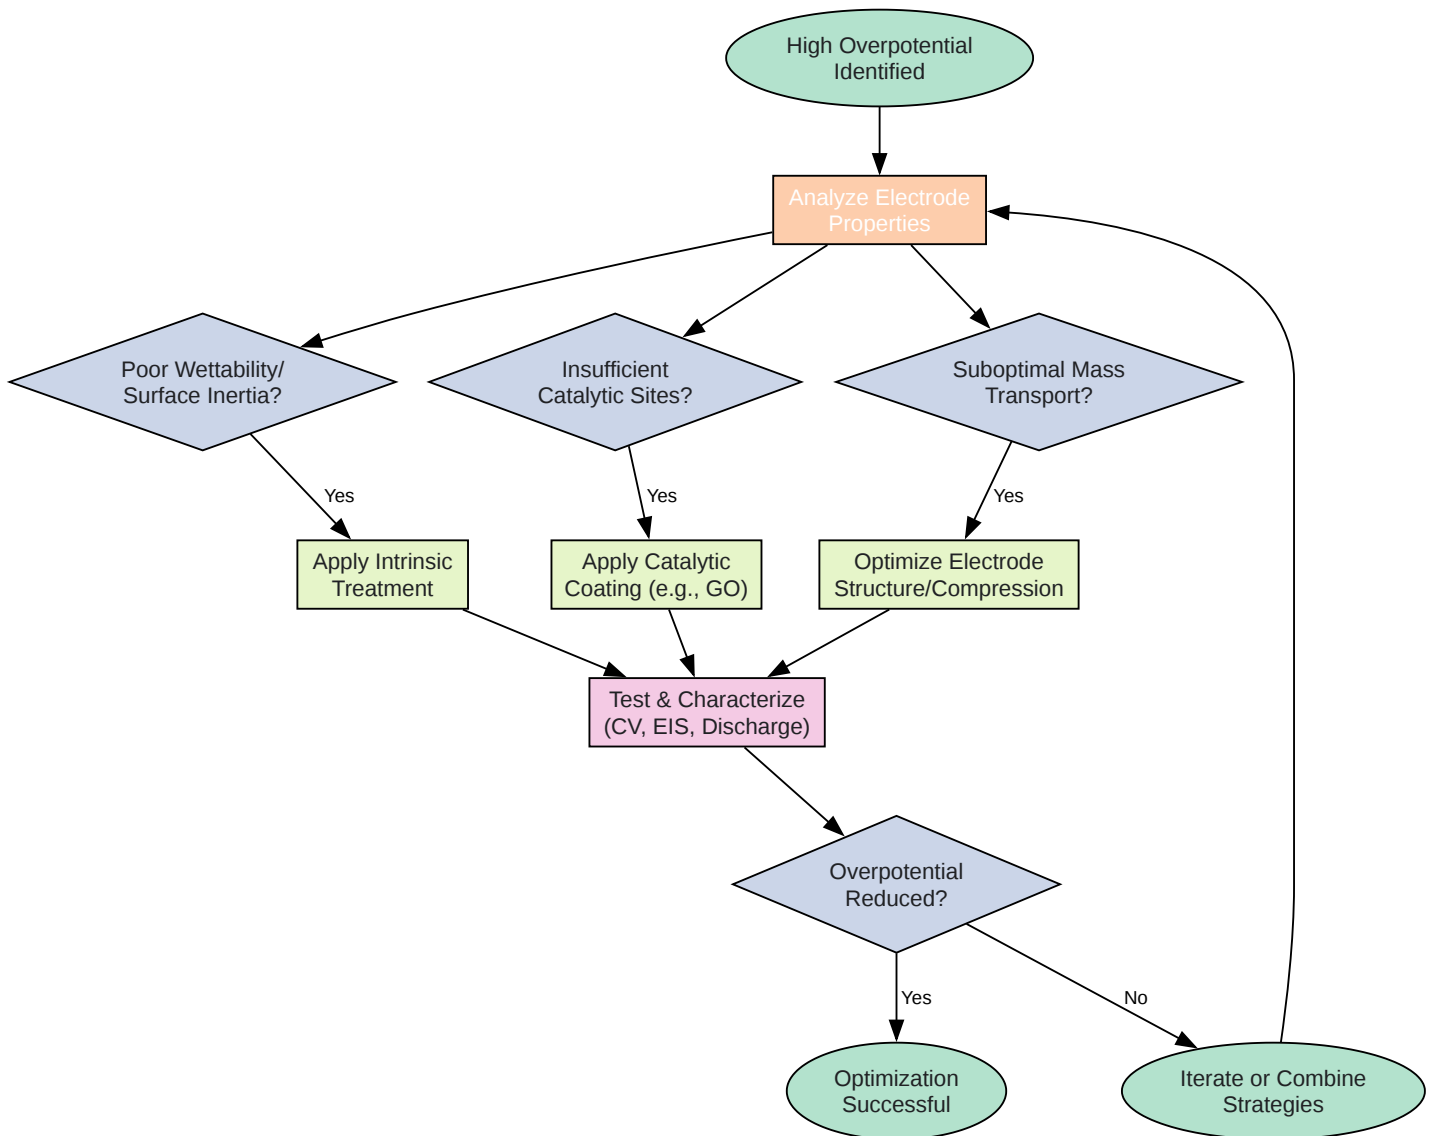 High Overpotential
Identified
Analyze Electrode
Properties
Poor Wettability/
Surface Inertia?
Insufficient
Catalytic Sites?
Suboptimal Mass
Transport?
Yes
Yes
Yes
Apply Intrinsic
Treatment
Apply Catalytic
Coating (e.g., GO)
Optimize Electrode
Structure/Compression
Test & Characterize
(CV, EIS, Discharge)
Overpotential
Reduced?
Yes
No
Optimization
Successful
Iterate or Combine
Strategies